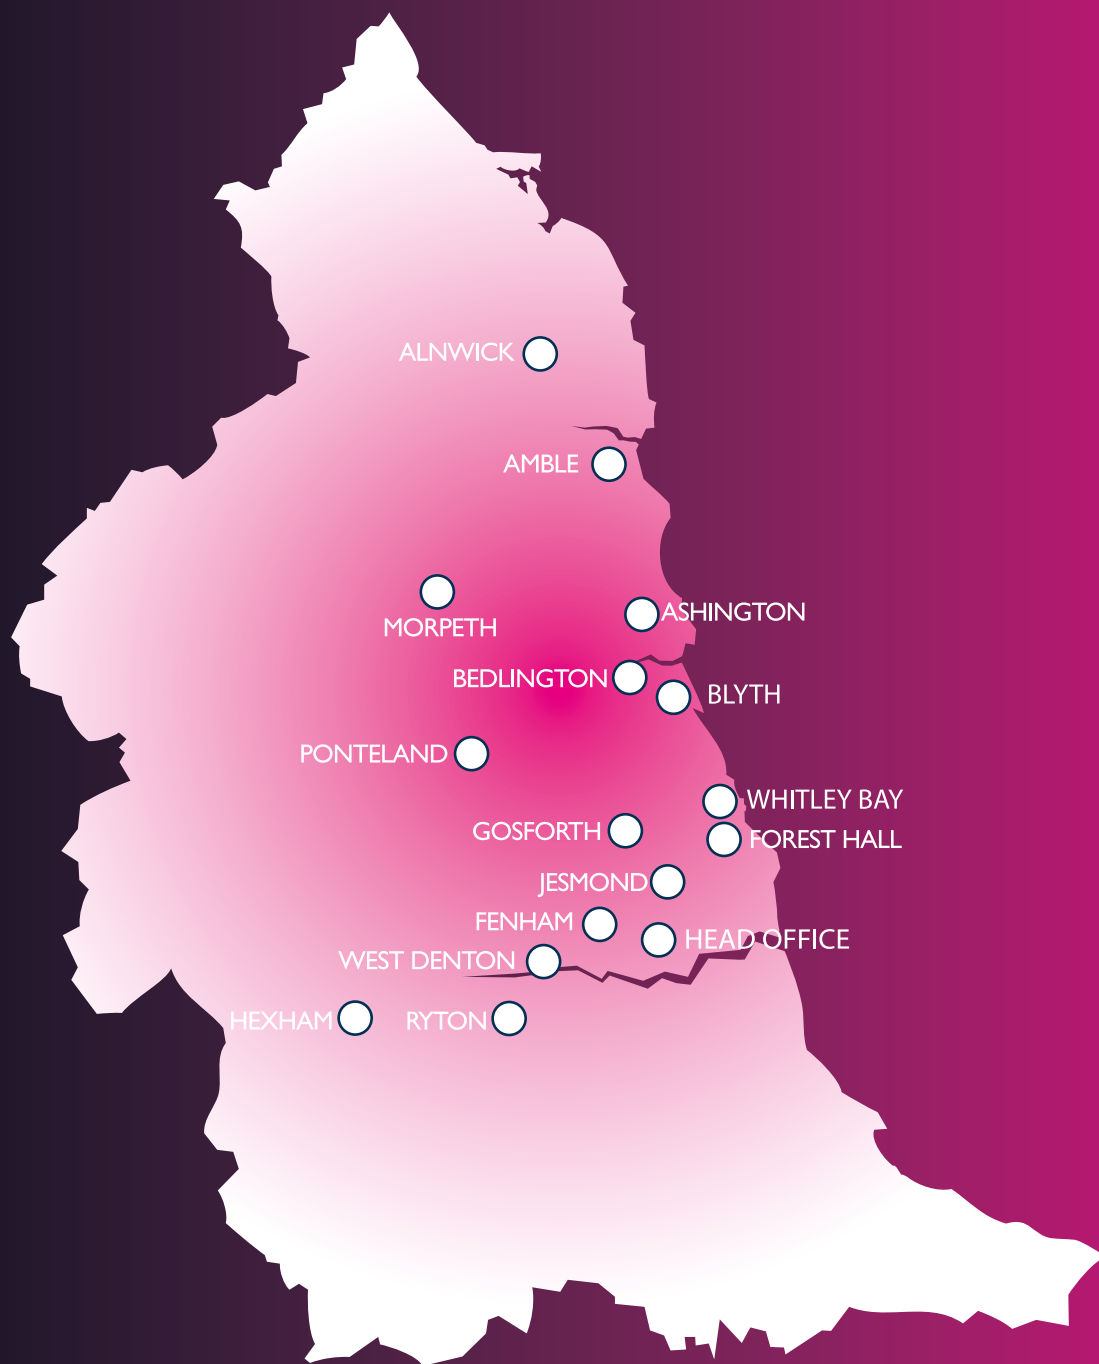 ALNWICK
AMBLE
MORPETH
ASHINGTON
BEDLINGTON
BLYTH
PONTELAND
WHITLEY BAY
GOSFORTH
FOREST HALL
JESMOND
FENHAM
HEAD OFFICE
WEST DENTON
HEXHAM
RYTON